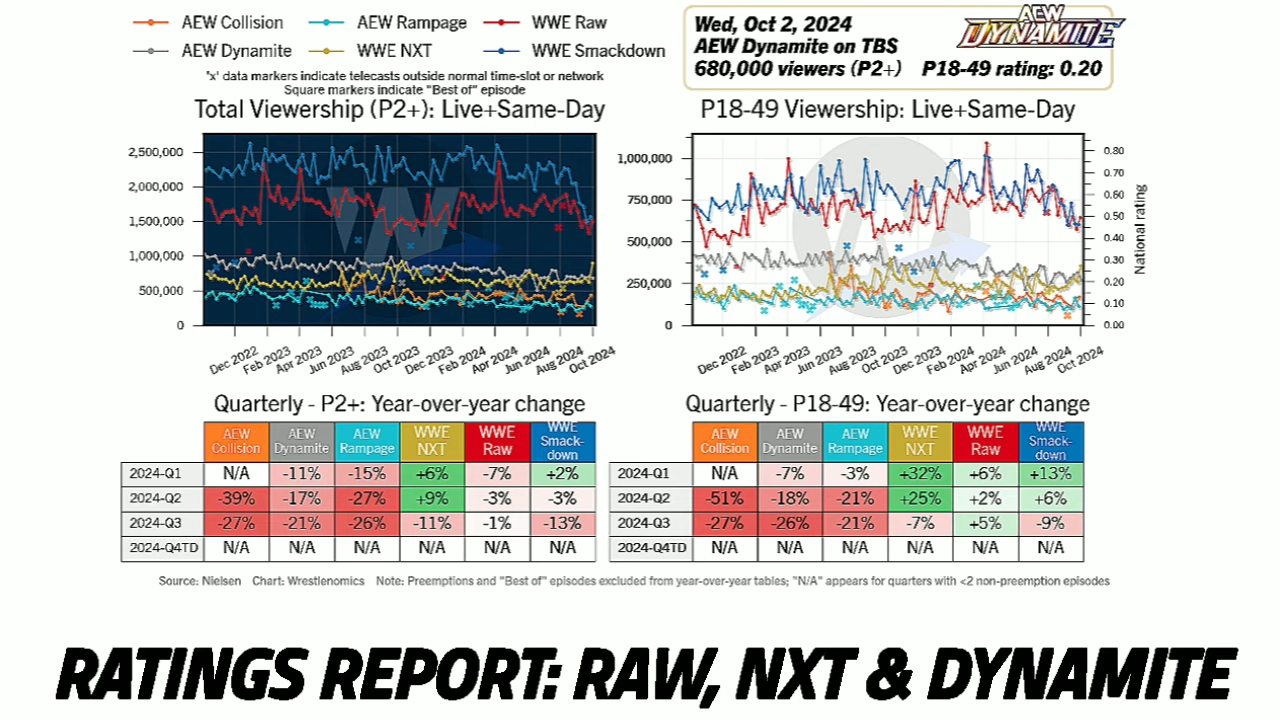 AEW Collision AEW Rampage WWE Raw
AEW Dynamite WWE NXT WWE Smackdown
'x' data markers indicate telecasts outside normal time-slot or network
Square markers indicate "Best of" episode
Wed, Oct 2, 2024
AEW Dynamite on TBS
680,000 viewers (P2+) P18-49 rating: 0.20
AEW
DYNAMITE
Total Viewership (P2+): Live+Same-Day
2,500,000
2,000,000
1,500,000
1,000,000
500,000
0
Dec 2022 Feb 2023 Apr 2023 Jun 2023 Aug 2023 Oct 2023 Dec 2023 Feb 2024 Apr 2024 Jun 2024 Aug 2024 Oct 2024
P18-49 Viewership: Live+Same-Day
1,000,000
750,000
500,000
250,000
0
0.80
0.70
0.60
0.50
0.40
0.30
0.20
0.10
0.00
National rating
Dec 2022 Feb 2023 Apr 2023 Jun 2023 Aug 2023 Oct 2023 Dec 2023 Feb 2024 Apr 2024 Jun 2024 Aug 2024 Oct 2024
Quarterly - P2+: Year-over-year change
AEW Collision AEW Dynamite AEW Rampage WWE NXT WWE Raw WWE Smack-down
2024-Q1 N/A -11% -15% +6% -7% +2%
2024-Q2 -39% -17% -27% +9% -3% -3%
2024-Q3 -27% -21% -26% -11% -1% -13%
2024-Q4TD N/A N/A N/A N/A N/A N/A
Quarterly - P18-49: Year-over-year change
AEW Collision AEW Dynamite AEW Rampage WWE NXT WWE Raw WWE Smack-down
2024-Q1 N/A -7% -3% +32% +6% +13%
2024-Q2 -51% -18% -21% +25% +2% +6%
2024-Q3 -27% -26% -21% -7% +5% -9%
2024-Q4TD N/A N/A N/A N/A N/A N/A
Source: Nielsen Chart: Wrestlenomics Note: Preemptions and "Best of" episodes excluded from year-over-year tables; "N/A" appears for quarters with <2 non-preemption episodes
RATINGS REPORT: RAW, NXT & DYNAMITE